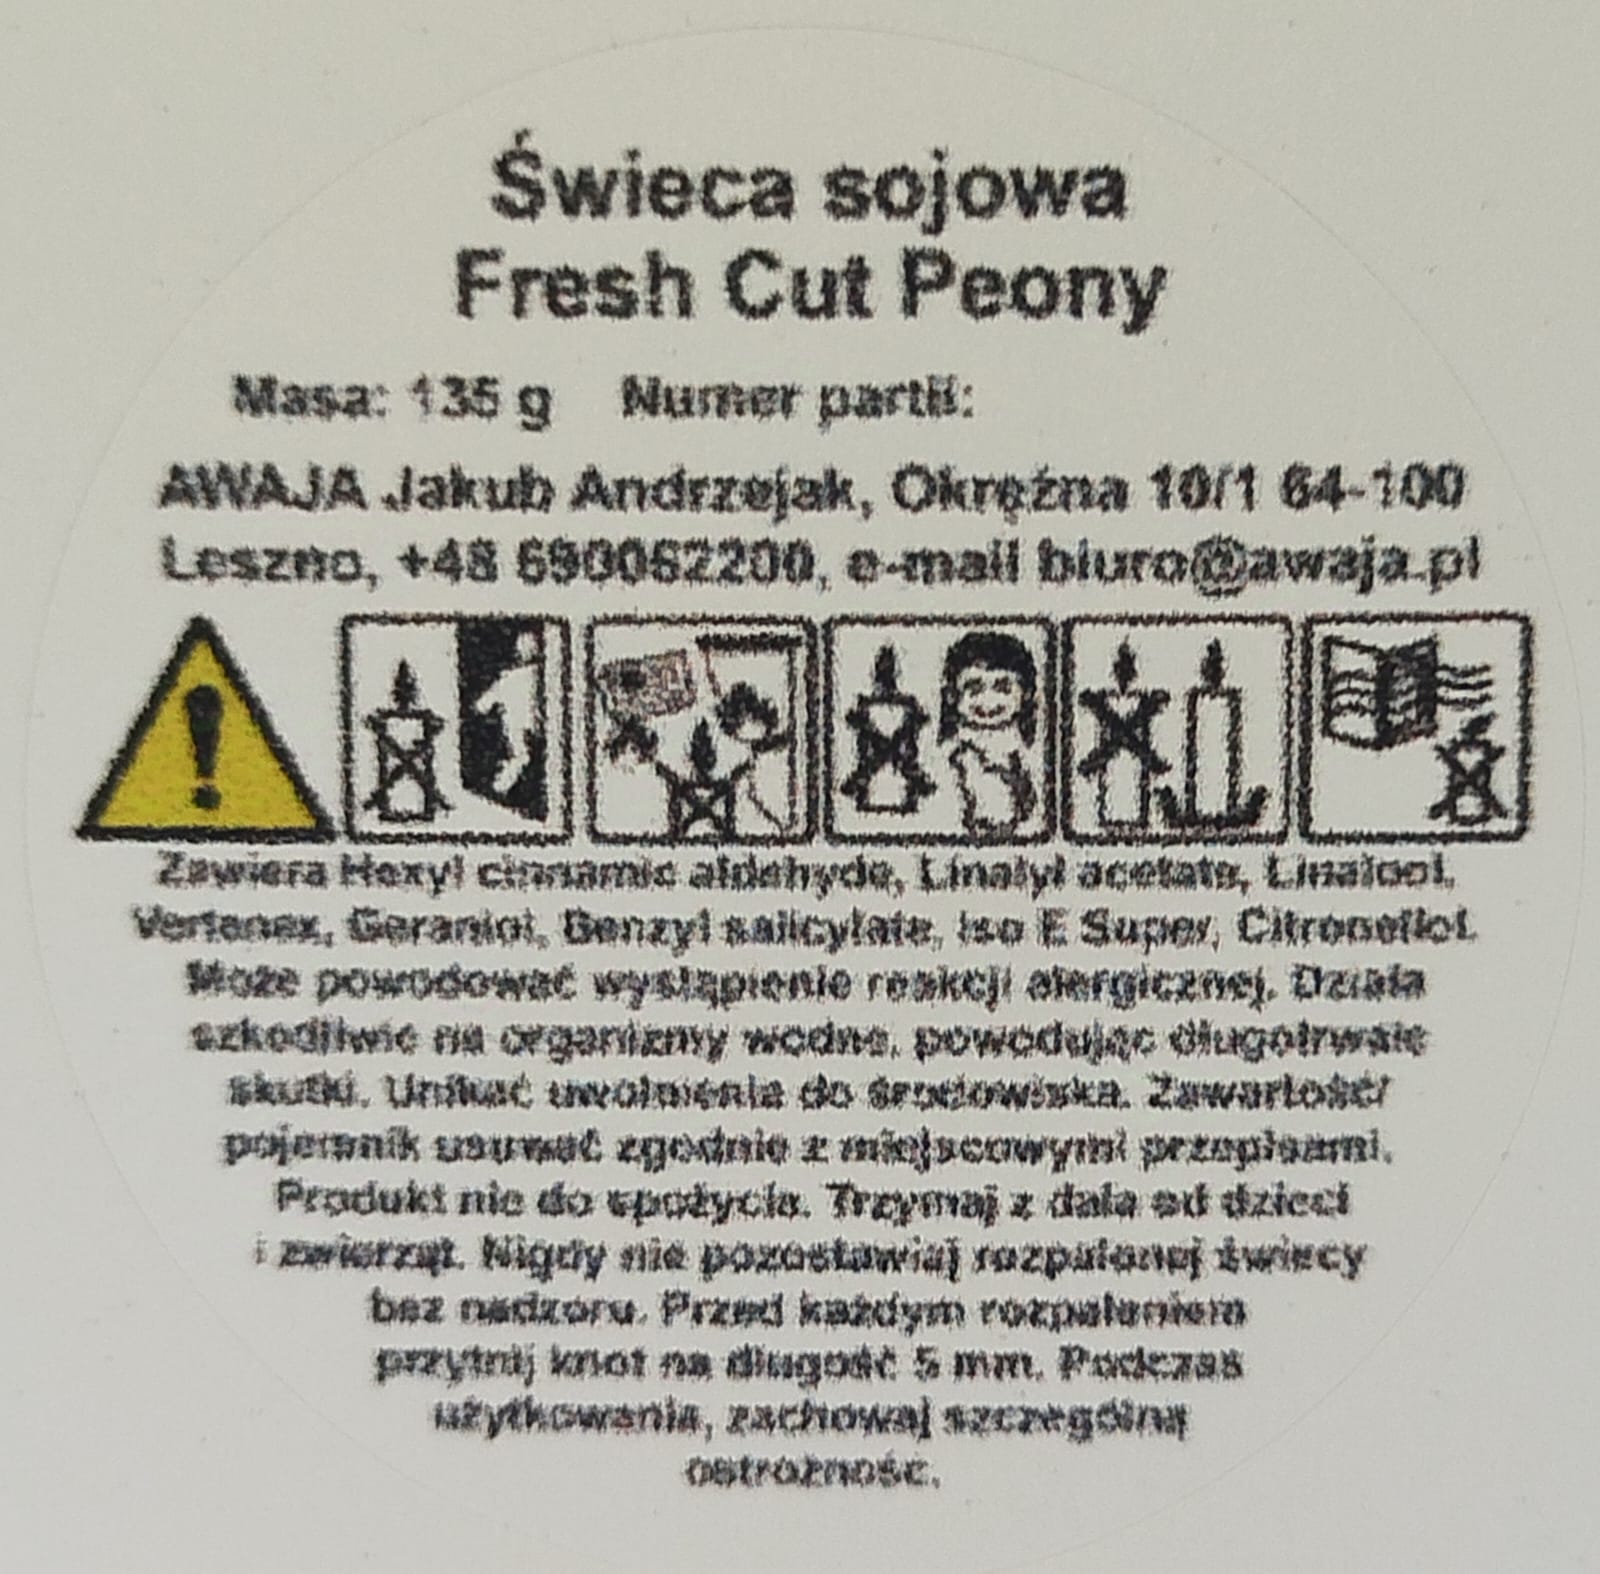 Świeca sojowa
Fresh Cut Peony
Masa: 135 g Numer partii:
AWAJA Jakub Andrzejak, Okrężna 10/1 64-100
Leszno, +48 690062200, e-mail biuro@awaja.pl
Zawiera Hexyl cinnamic aldehyde, Linalyl acetate, Linalool,
Vertenex, Geraniol, Benzyl salicylate, Iso E Super, Citronellol.
Może powodować wystąpienie reakcji alergicznej. Działa
szkodliwie na organizmy wodne, powodując długotrwałe
skutki. Unikać uwolnienia do środowiska. Zawartość/
pojemnik usuwać zgodnie z miejscowymi przepisami.
Produkt nie do spożycia. Trzymaj z dala od dzieci
i zwierząt. Nigdy nie pozostawiaj rozpalonej świecy
bez nadzoru. Przed każdym rozpaleniem
przytnij knot na długość 5 mm. Podczas
użytkowania, zachowaj szczególną
ostrożność.